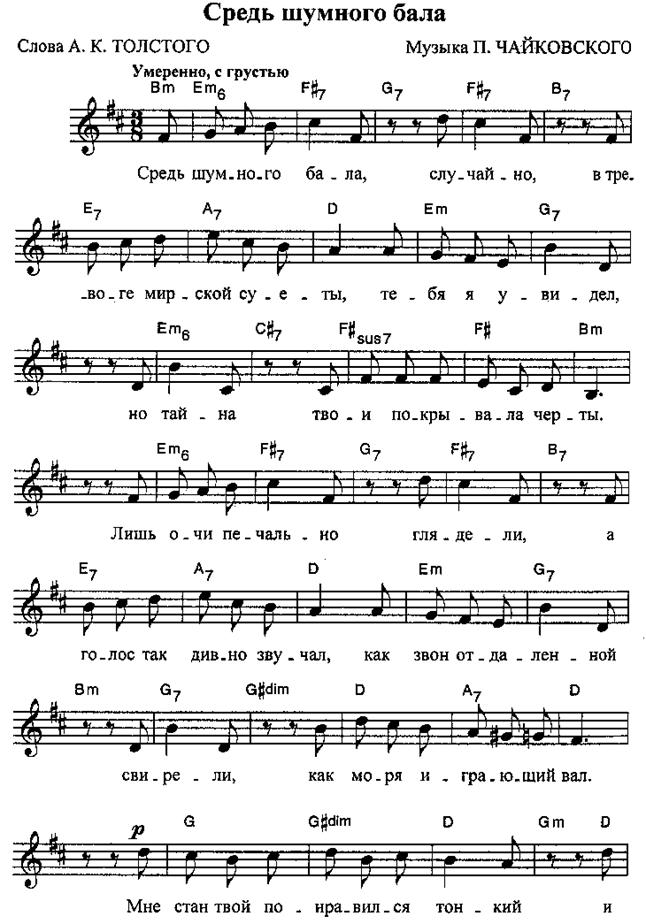 Средь шумного бала
Слова А. К. ТОЛСТОГО Музыка П. ЧАЙКОВСКОГО
Умеренно, с грустью
Bm Em6 F#7 G7 F#7 B7
3/8
Средь шум-но-го ба-ла, слу-чай-но, в тре-
E7 A7 D Em G7
-во-ге мир-ской су-е-ты, те-бя я у-ви-дел,
Em6 C#7 F#sus7 F# Bm
но тай-на тво-и по-кры-ва-ла чер-ты.
Em6 F#7 G7 F#7 B7
Лишь о-чи пе-чаль-но гля-де-ли, а
E7 A7 D Em G7
го-лос так див-но зву-чал, как звон от-да-лен-ной
Bm G7 G#dim D A7 D
сви-ре-ли, как мо-ря и-гра-ю-щий вал.
p G G#dim D Gm D
Мне стан твой по-нра-вил-ся тон-кий и